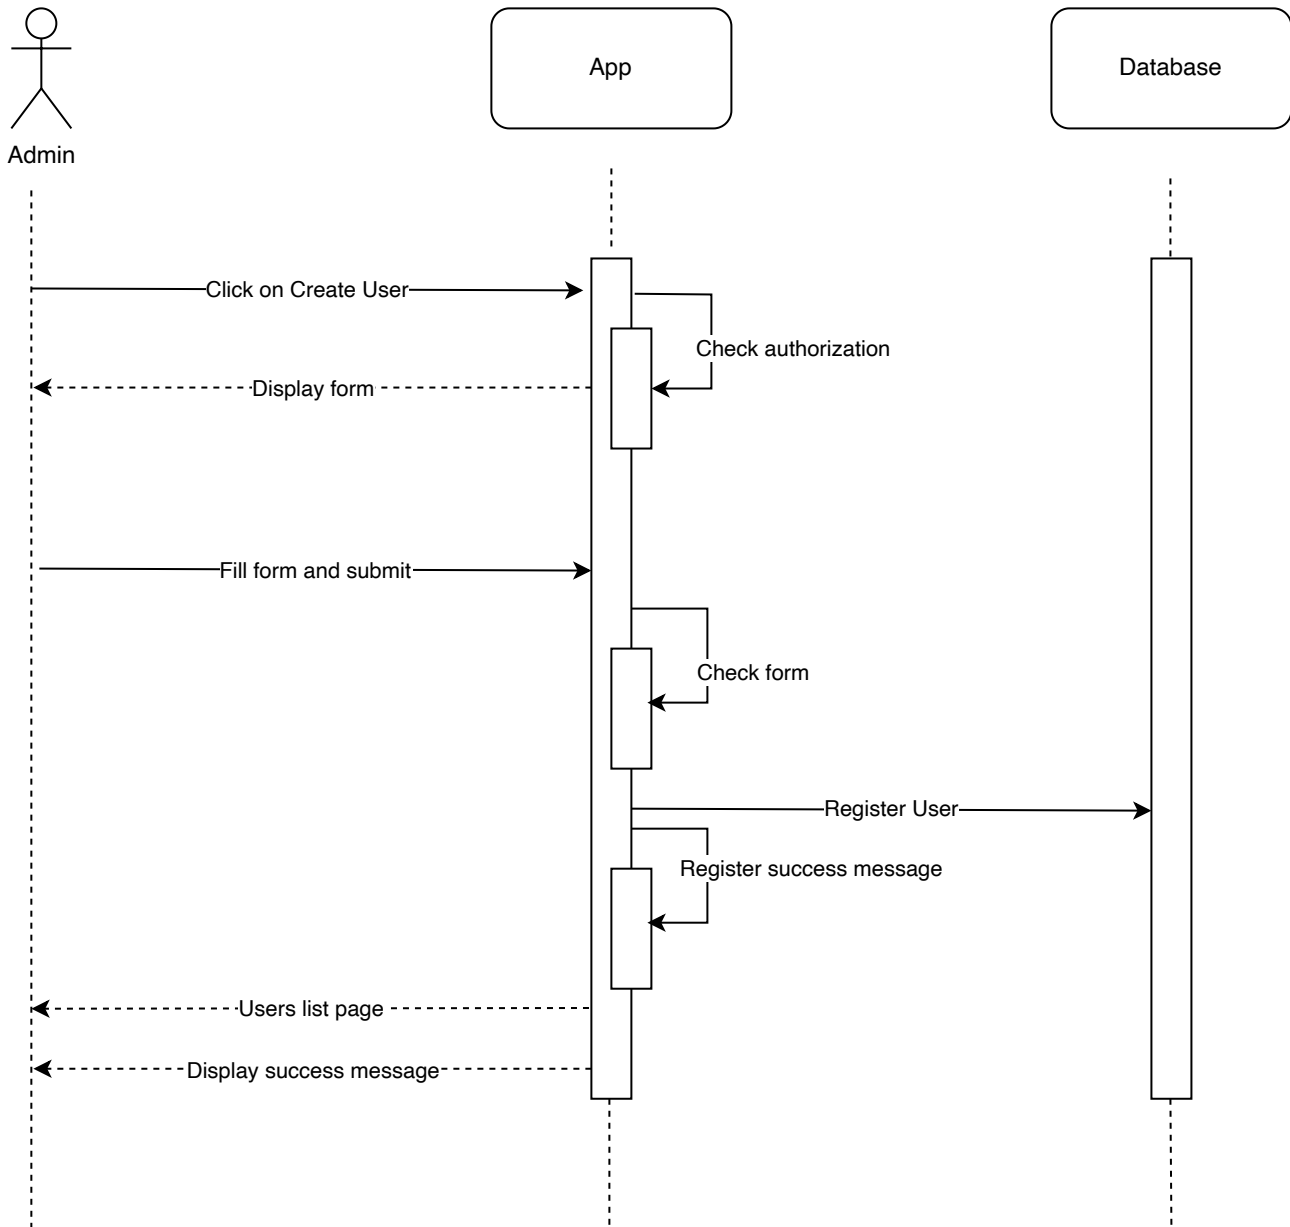 App
Database
Admin
Click on Create User
Check authorization
Display form
Fill form and submit
Check form
Register User
Register success message
Users list page
Display success message